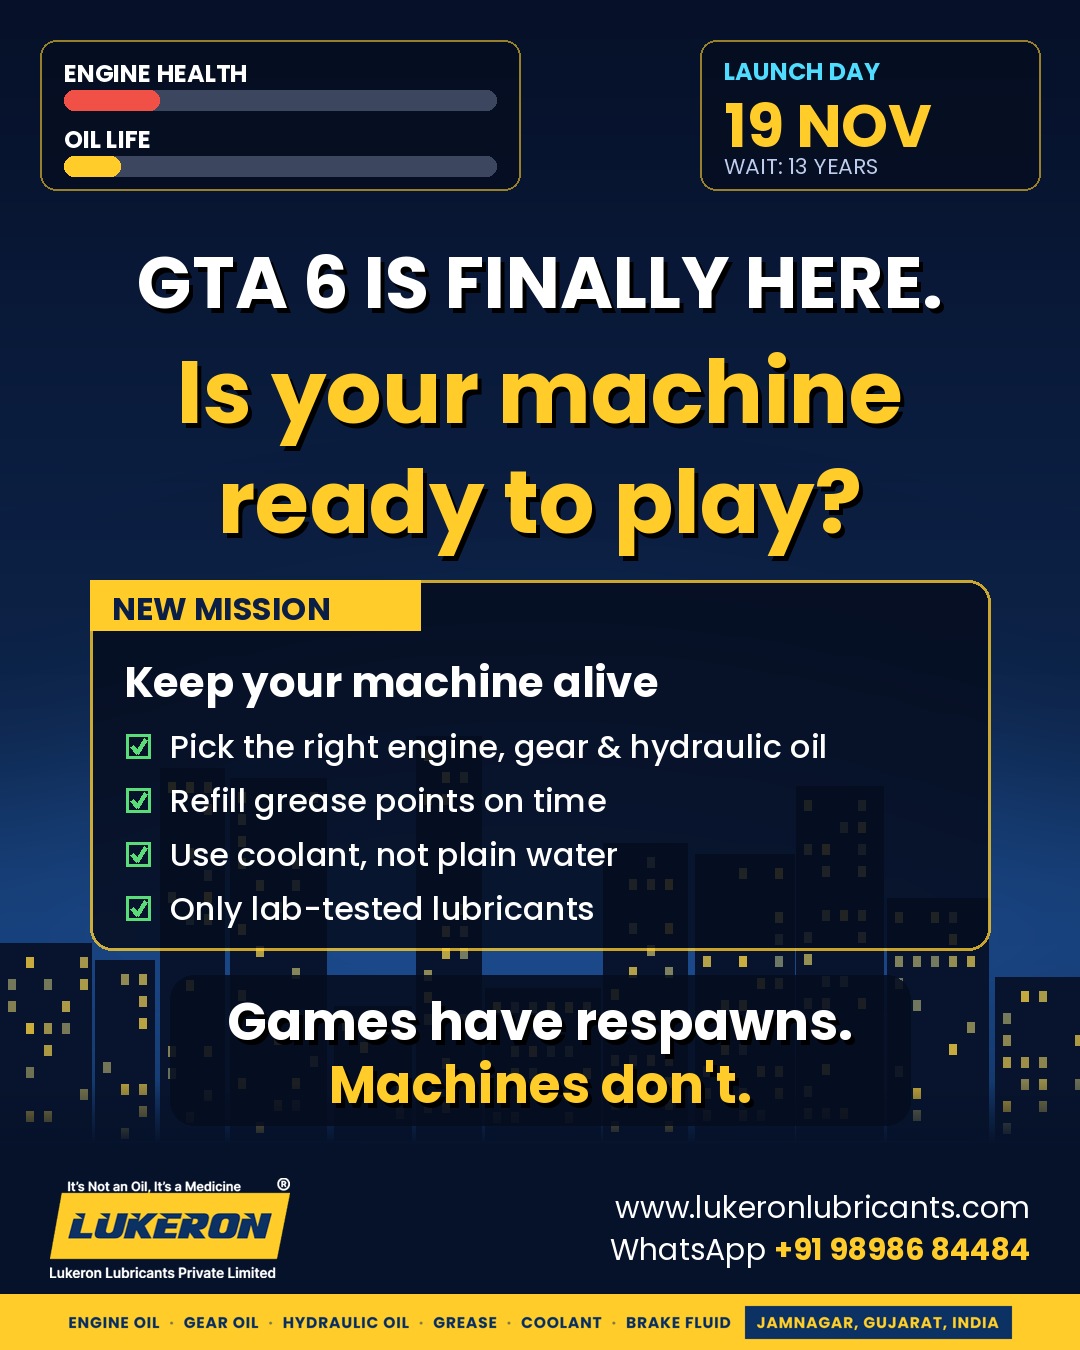 ENGINE HEALTH
OIL LIFE
LAUNCH DAY
19 NOV
WAIT: 13 YEARS
GTA 6 IS FINALLY HERE.
Is your machine
ready to play?
NEW MISSION
Keep your machine alive
Pick the right engine, gear & hydraulic oil
Refill grease points on time
Use coolant, not plain water
Only lab-tested lubricants
Games have respawns.
Machines don't.
It's Not an Oil, It's a Medicine ®
LUKERON
Lukeron Lubricants Private Limited
www.lukeronlubricants.com
WhatsApp +91 98986 84484
ENGINE OIL · GEAR OIL · HYDRAULIC OIL · GREASE · COOLANT · BRAKE FLUID JAMNAGAR, GUJARAT, INDIA